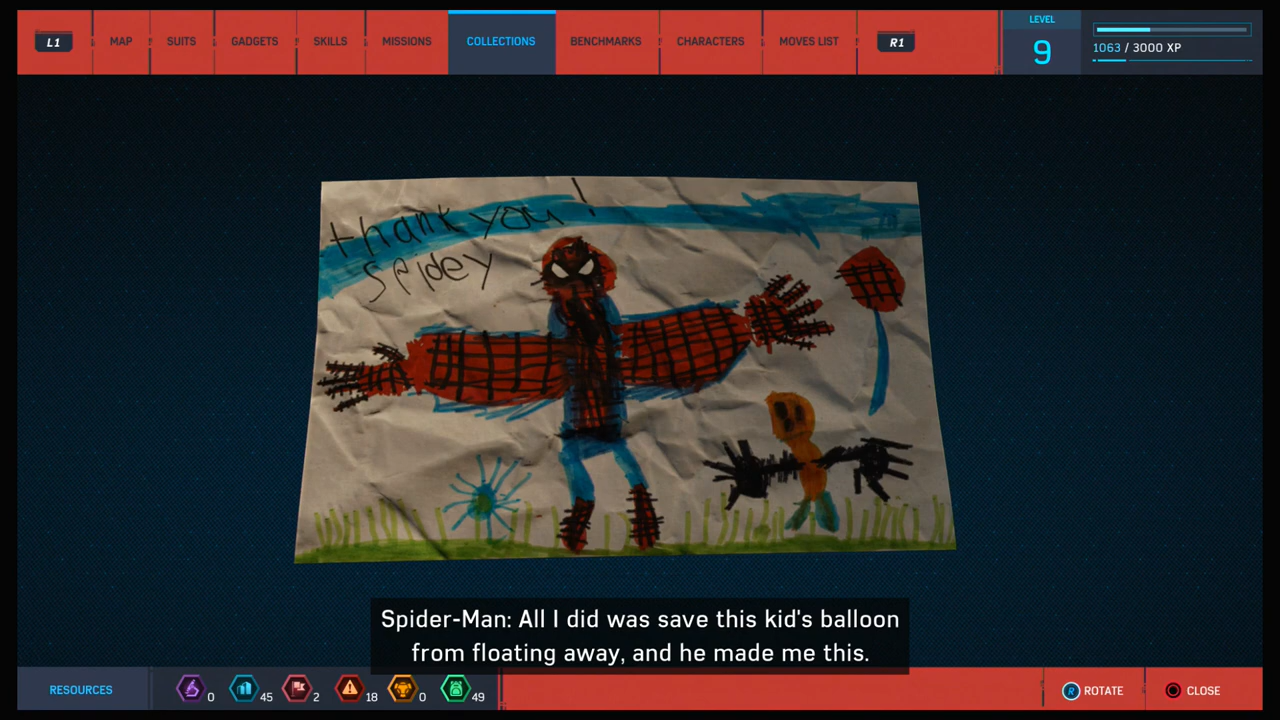 L1
MAP
SUITS
GADGETS
SKILLS
MISSIONS
COLLECTIONS
BENCHMARKS
CHARACTERS
MOVES LIST
R1
LEVEL
9
1063 / 3000 XP
thank you!
Spidey
Spider-Man: All I did was save this kid's balloon
from floating away, and he made me this.
RESOURCES
0
45
2
18
0
49
R ROTATE
CLOSE